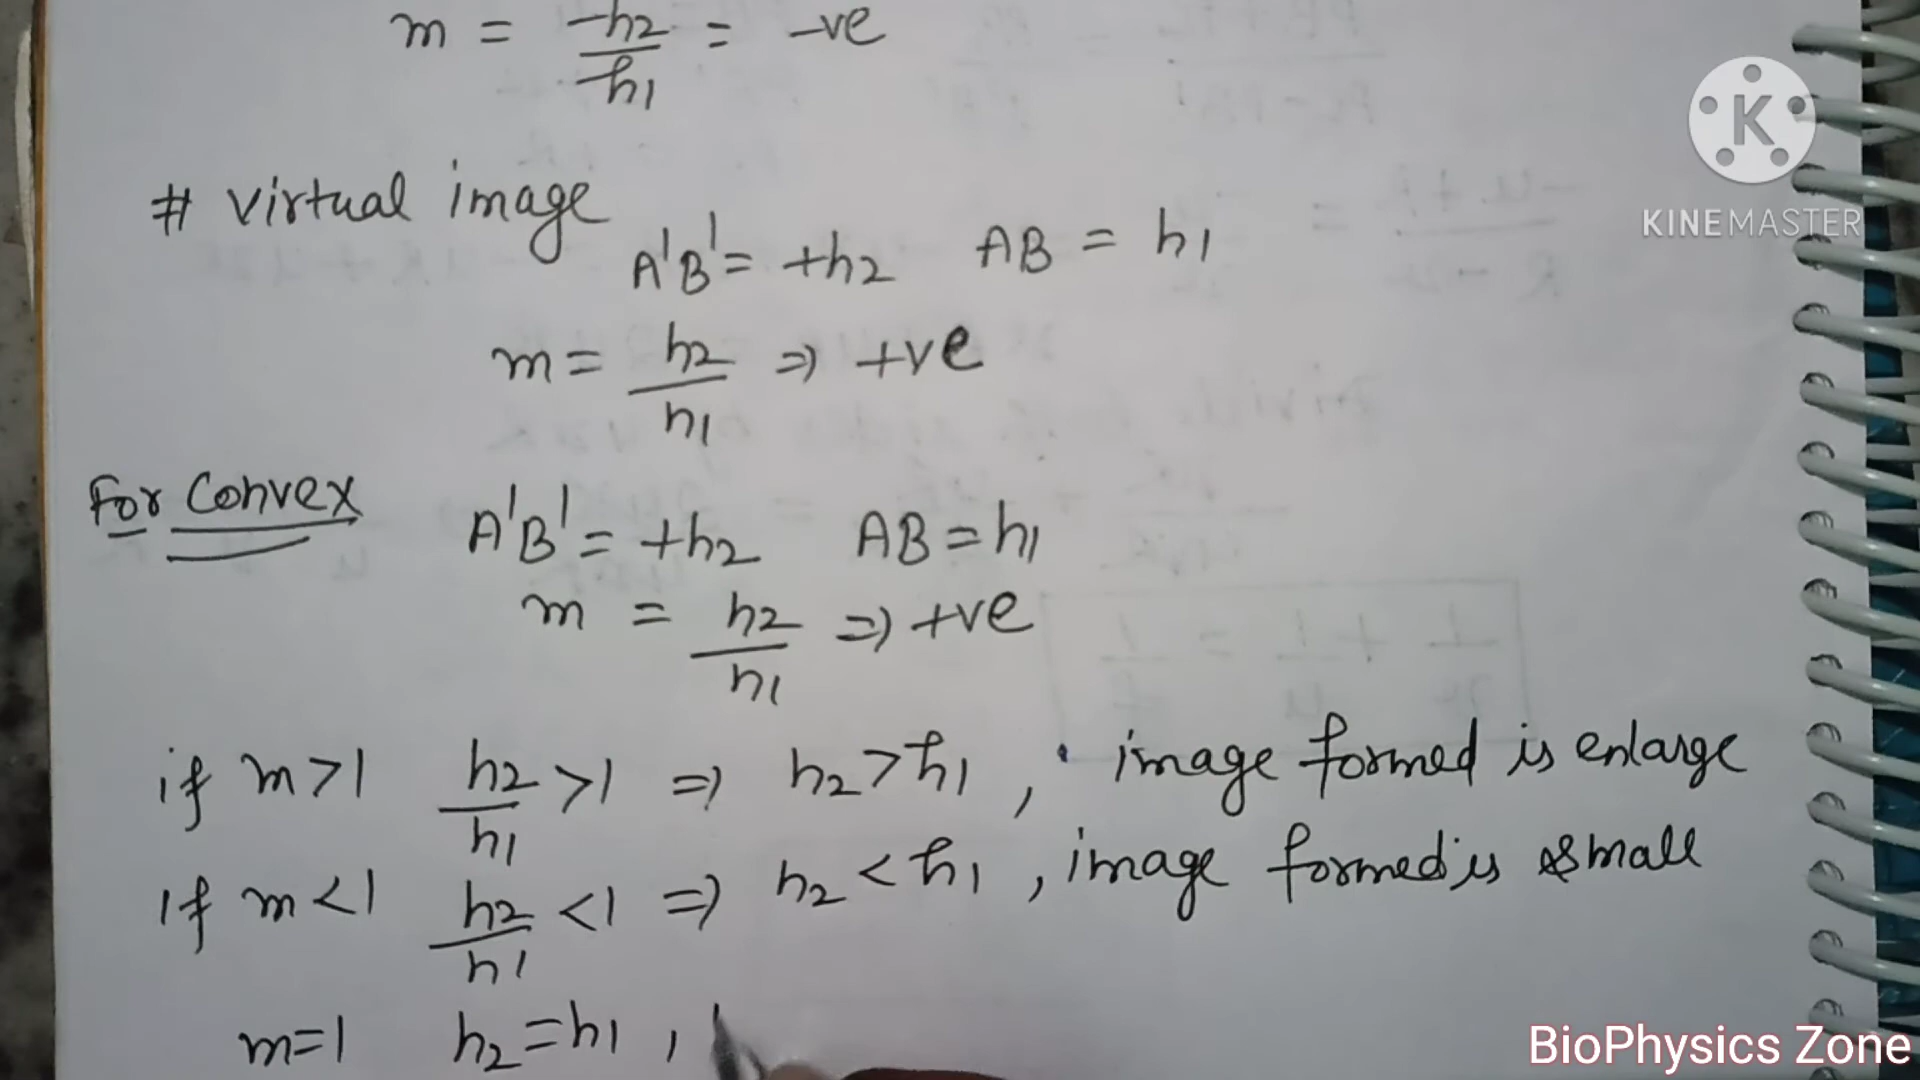 m = -h2/h1 = -ve
# Virtual image
A'B' = +h2 AB = h1
m = h2/h1 => +ve
For Convex
A'B' = +h2 AB = h1
m = h2/h1 => +ve
if m>1 h2/h1 >1 => h2>h1, image formed is enlarge
if m<1 h2/h1 <1 => h2<h1, image formed is small
m=1 h2=h1,
K
KINEMASTER
BioPhysics Zone